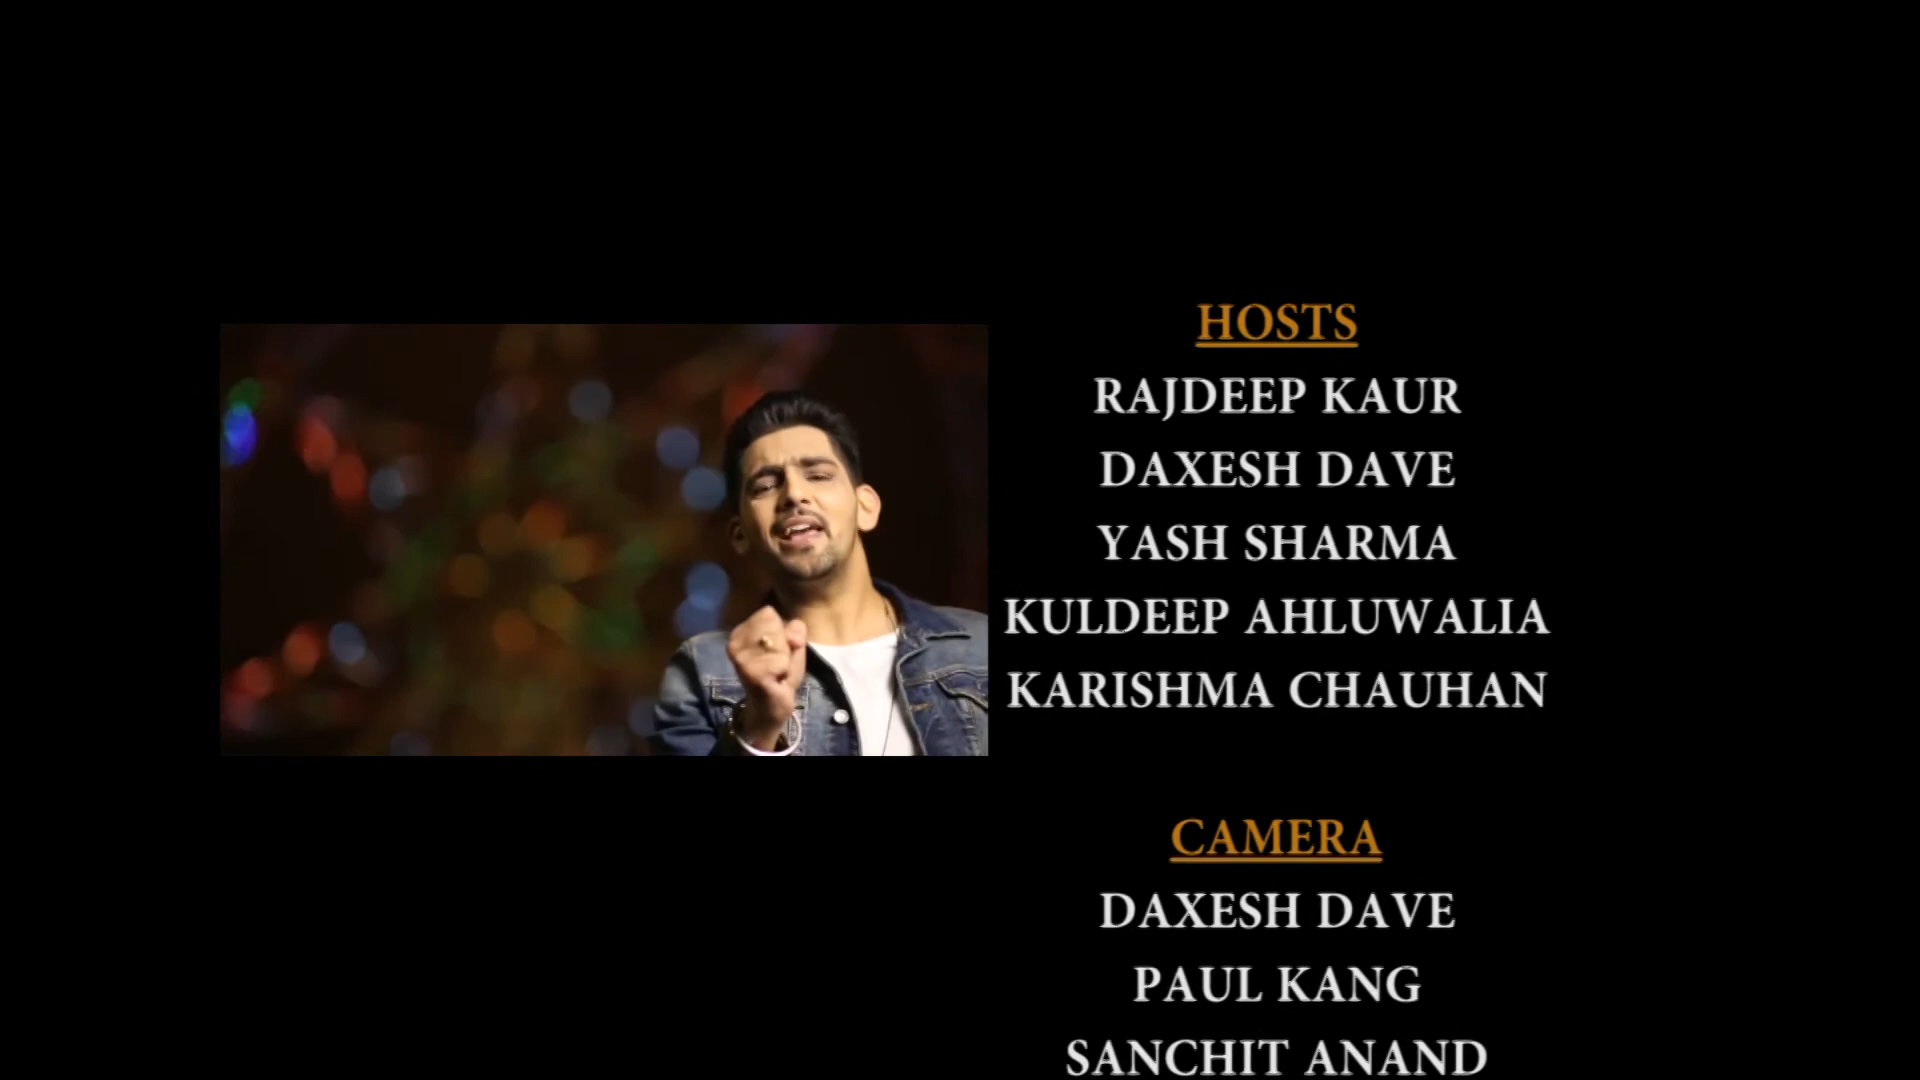 HOSTS
RAJDEEP KAUR
DAXESH DAVE
YASH SHARMA
KULDEEP AHLUWALIA
KARISHMA CHAUHAN
CAMERA
DAXESH DAVE
PAUL KANG
SANCHIT ANAND